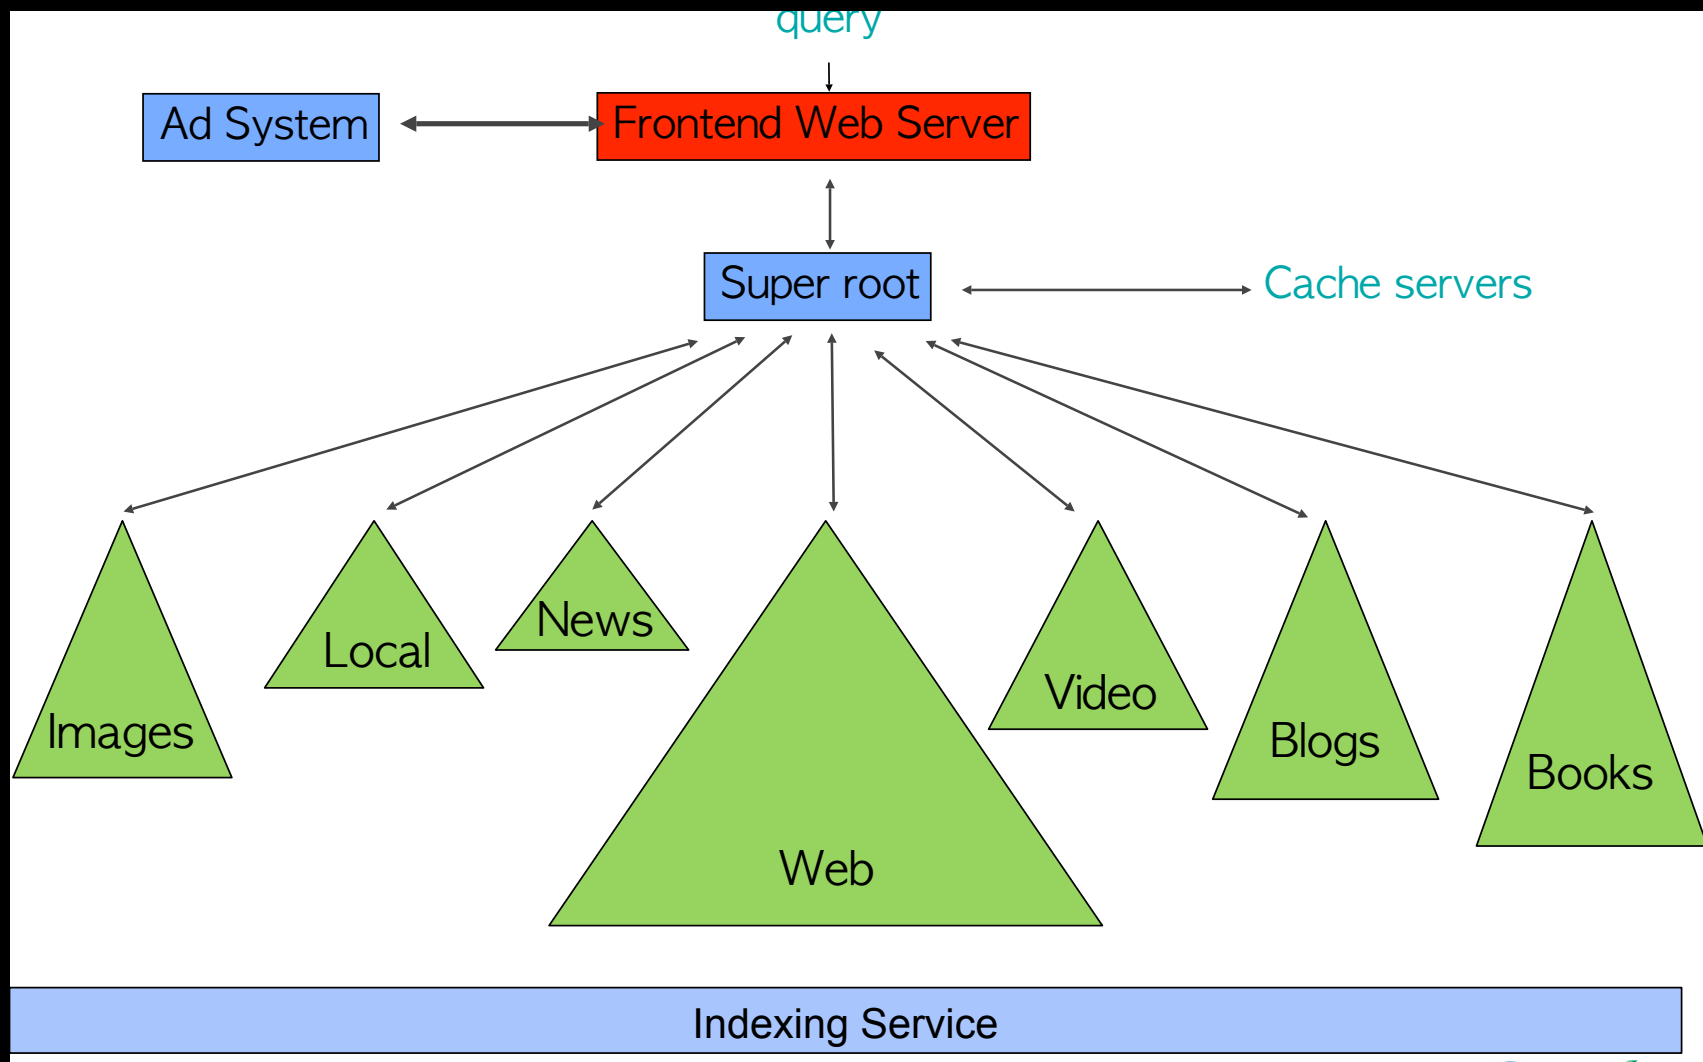 query
Ad System
Frontend Web Server
Super root
Cache servers
Images
Local
News
Web
Video
Blogs
Books
Indexing Service